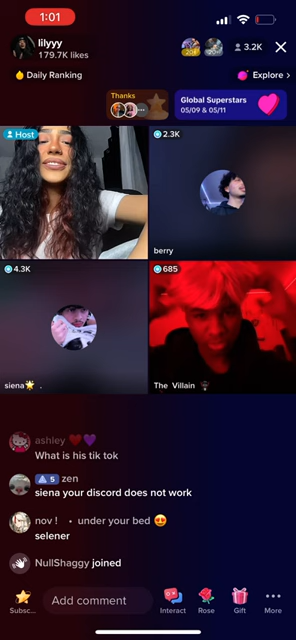 1:01
lilyyy
179.7K likes
3.2K
Daily Ranking
Explore >
Thanks
Global Superstars
05/09 & 05/11
Host
2.3K
berry
4.3K
685
siena🌟 .
The Villain
ashley ❤️💜
What is his tik tok
5 zen
siena your discord does not work
nov ! • under your bed 😍
selener
NullShaggy joined
Add comment
Subsc...
Interact
Rose
Gift
More